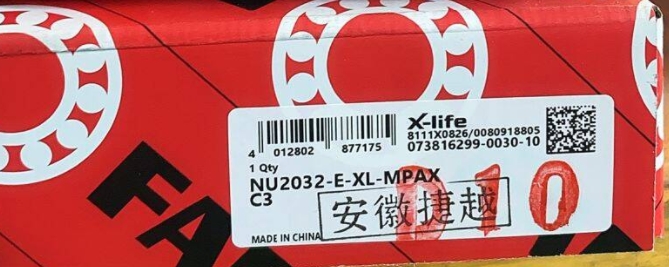 X-life
8111X0826/0080918805
073816299-0030-10
4 012802 877175
1 Qty
NU2032-E-XL-MPAX
C3
安徽捷越
D10
MADE IN CHINA
FA